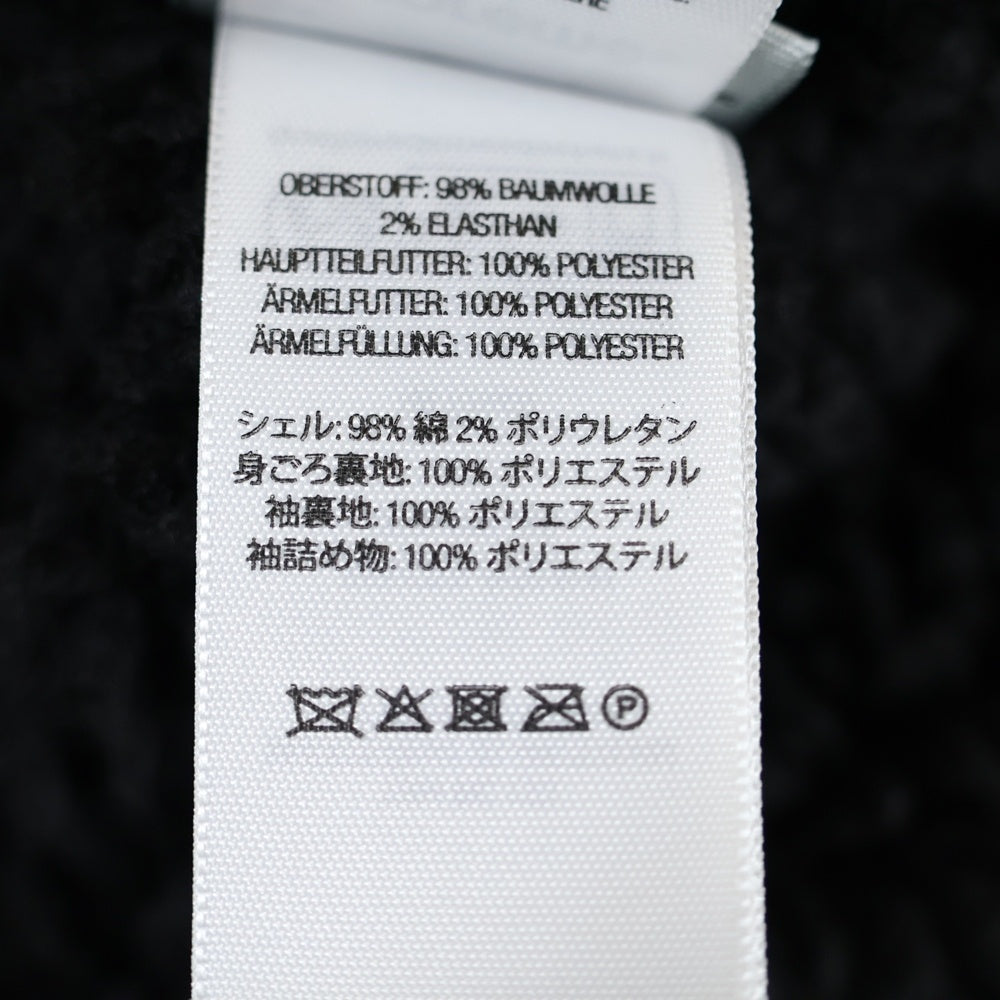 OBERSTOFF: 98% BAUMWOLLE
2% ELASTHAN
HAUPTTEILFUTTER: 100% POLYESTER
ÄRMELFUTTER: 100% POLYESTER
ÄRMELFÜLLUNG: 100% POLYESTER
シェル: 98% 綿 2% ポリウレタン
身ごろ裏地: 100% ポリエステル
袖裏地: 100% ポリエステル
袖詰め物: 100% ポリエステル
P